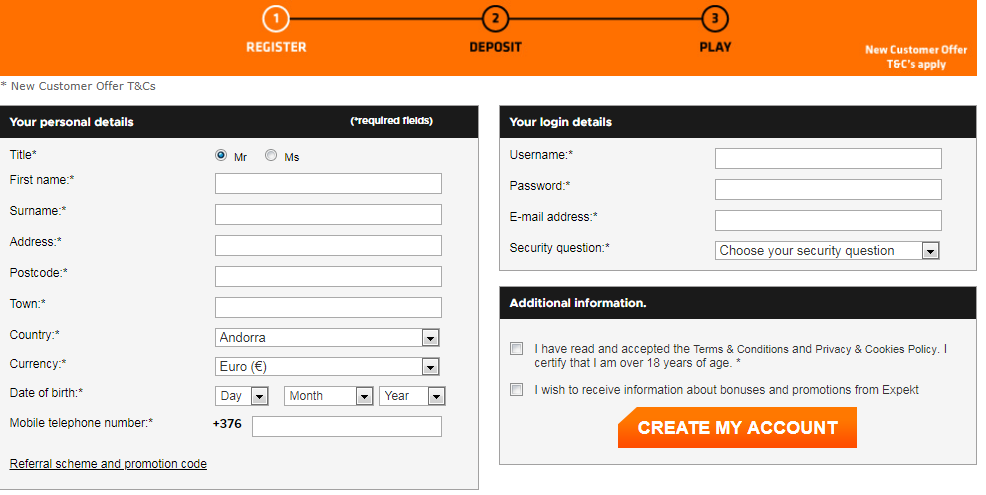 1 2 3
REGISTER DEPOSIT PLAY
New Customer Offer
T&C's apply
* New Customer Offer T&Cs
Your personal details (*required fields)
Title* Mr Ms
First name:*
Surname:*
Address:*
Postcode:*
Town:*
Country:* Andorra
Currency:* Euro (€)
Date of birth:* Day Month Year
Mobile telephone number:* +376
Referral scheme and promotion code
Your login details
Username:*
Password:*
E-mail address:*
Security question:* Choose your security question
Additional information.
I have read and accepted the Terms & Conditions and Privacy & Cookies Policy. I
certify that I am over 18 years of age. *
I wish to receive information about bonuses and promotions from Expekt
CREATE MY ACCOUNT